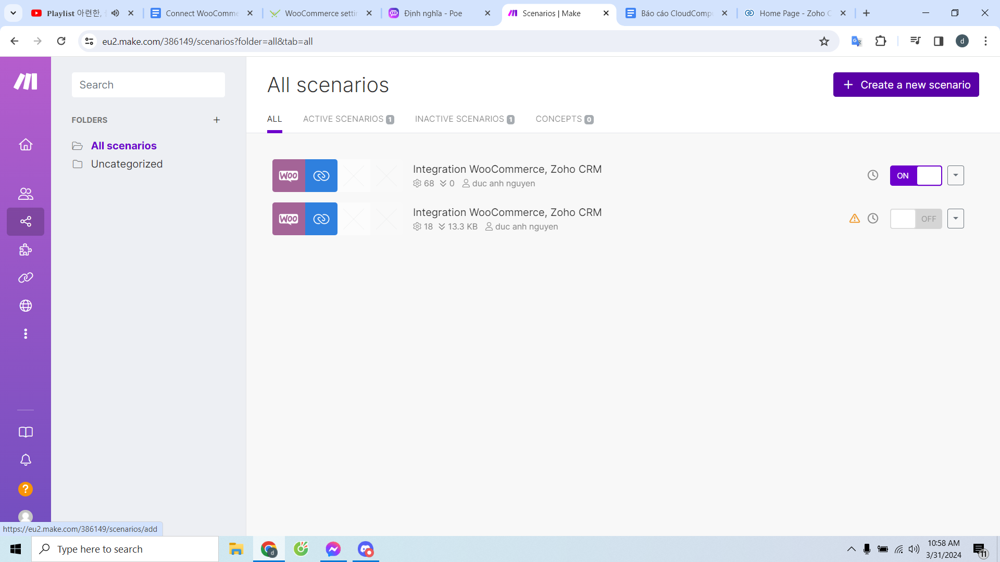 𝐏𝐥𝐚𝐲𝐥𝐢𝐬𝐭 아련한,
Connect WooComme
WooCommerce settin
Định nghĩa - Poe
Scenarios | Make
Báo cáo CloudComp
Home Page - Zoho C
eu2.make.com/386149/scenarios?folder=all&tab=all
d
Search
FOLDERS
All scenarios
Uncategorized
All scenarios
Create a new scenario
ALL
ACTIVE SCENARIOS 1
INACTIVE SCENARIOS 1
CONCEPTS 0
WOO
Integration WooCommerce, Zoho CRM
68 0 duc anh nguyen
ON
WOO
Integration WooCommerce, Zoho CRM
18 13.3 KB duc anh nguyen
OFF
?
https://eu2.make.com/386149/scenarios/add
Type here to search
d
10:58 AM
3/31/2024
11